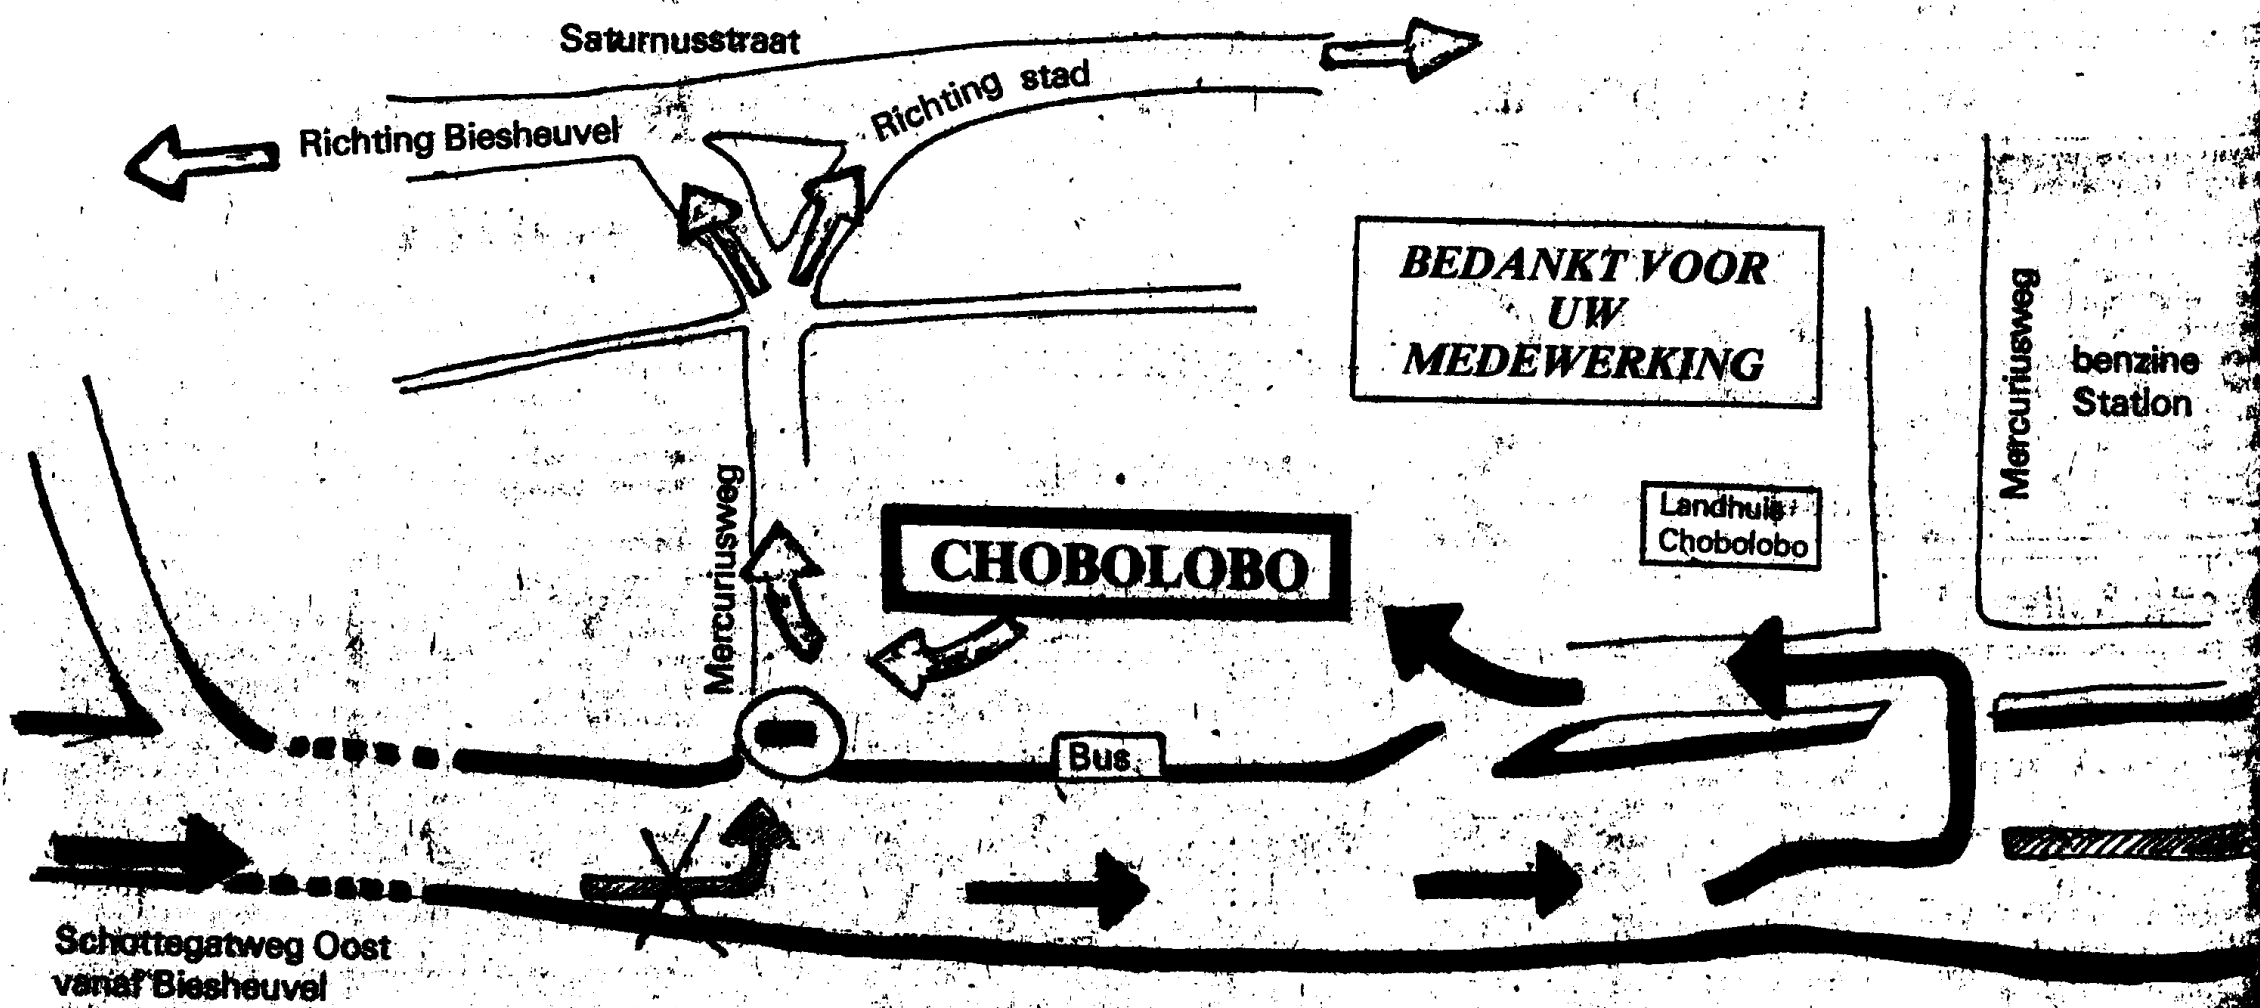 Saturnusstraat
Richting stad
Richting Biesheuvel
BEDANKT VOOR
UW
MEDEWERKING
Mercuriusweg
benzine
Station
Mercuriusweg
CHOBOLOBO
Landhuis
Chobolobo
Bus
Schottegatweg Oost
vanaf Biesheuvel